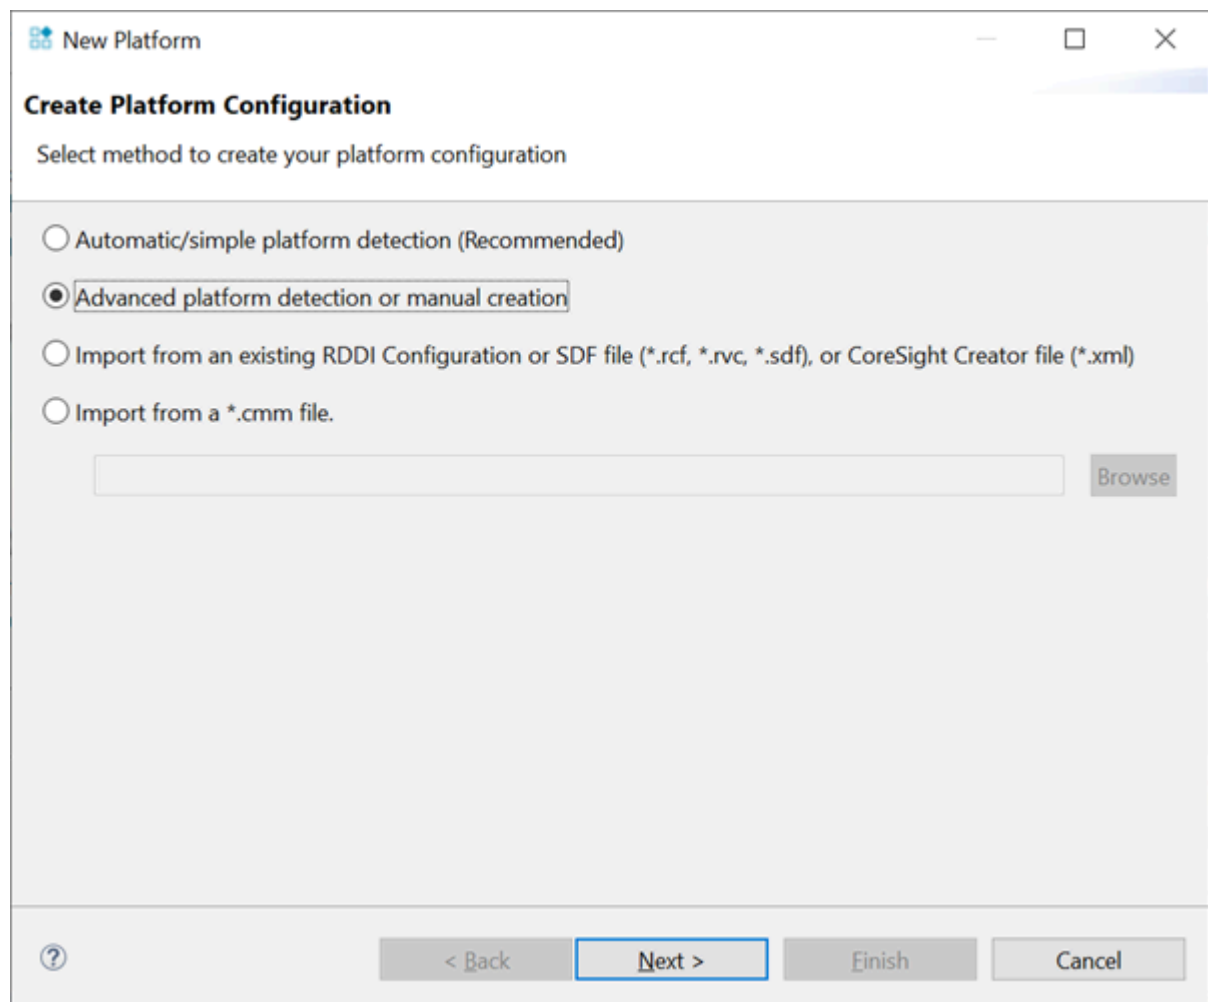 New Platform
Create Platform Configuration
Select method to create your platform configuration
Automatic/simple platform detection (Recommended)
Advanced platform detection or manual creation
Import from an existing RDDI Configuration or SDF file (*.rcf, *.rvc, *.sdf), or CoreSight Creator file (*.xml)
Import from a *.cmm file.
Browse
? < Back Next > Finish Cancel